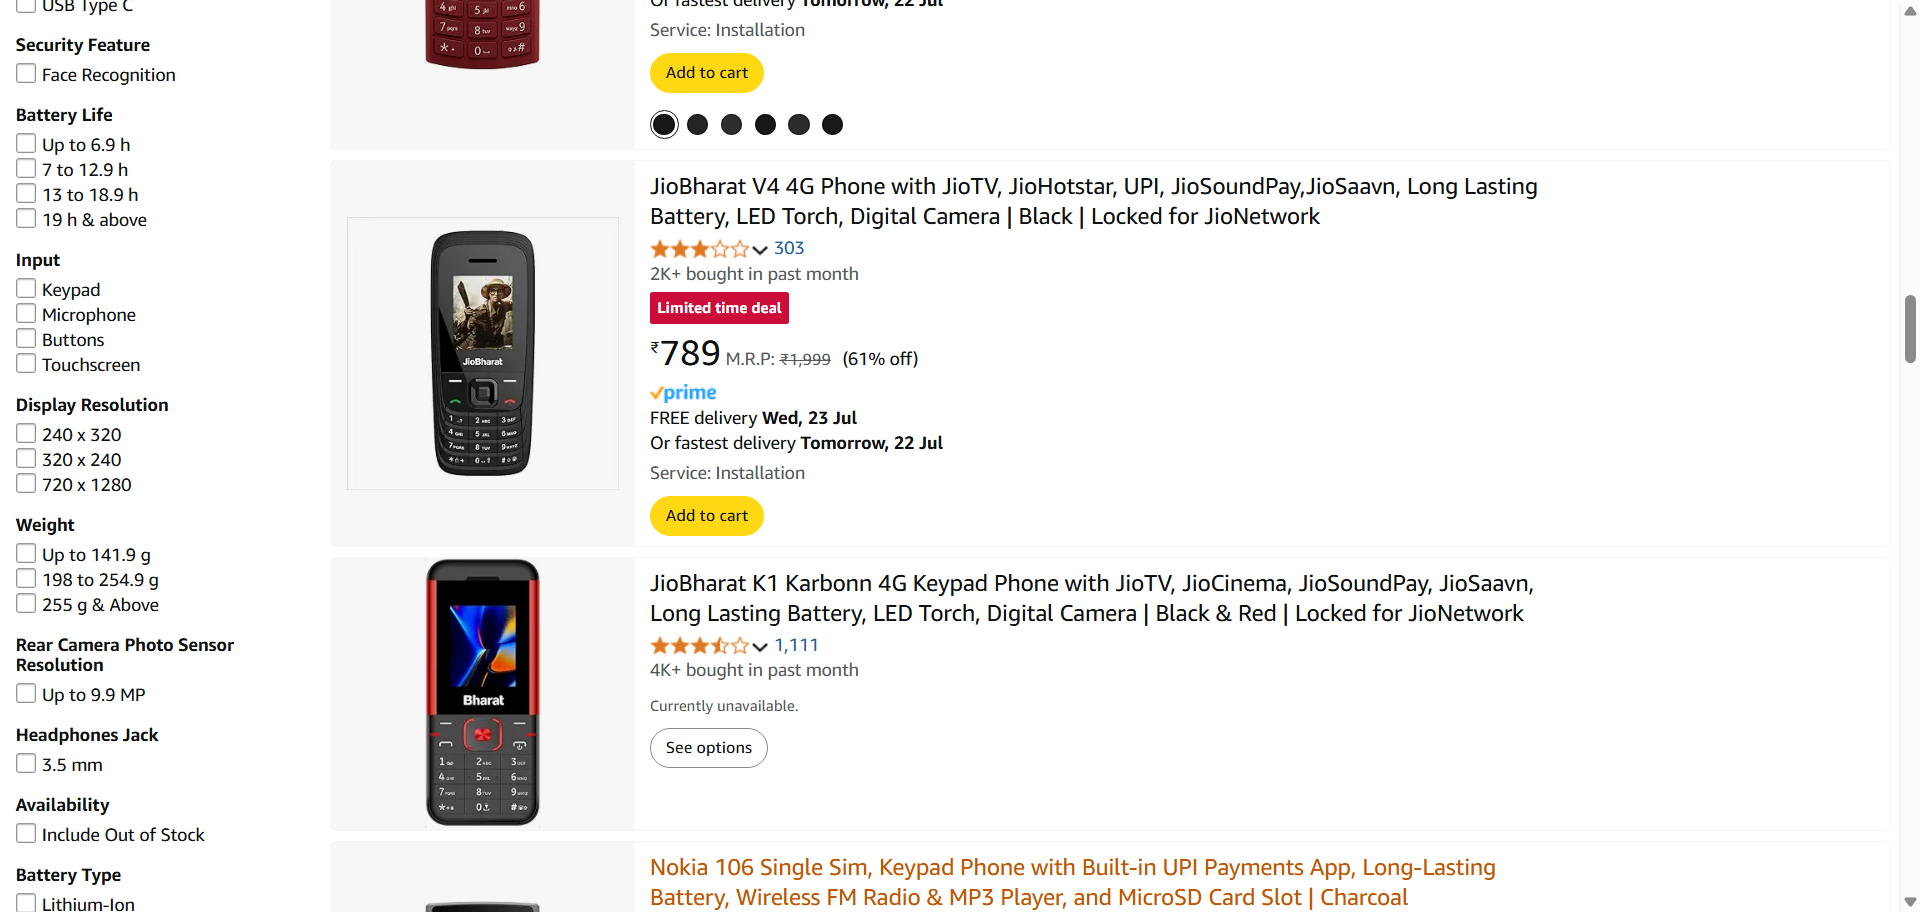 USB Type C
Security Feature
Face Recognition
Battery Life
Up to 6.9 h
7 to 12.9 h
13 to 18.9 h
19 h & above
Input
Keypad
Microphone
Buttons
Touchscreen
Display Resolution
240 x 320
320 x 240
720 x 1280
Weight
Up to 141.9 g
198 to 254.9 g
255 g & Above
Rear Camera Photo Sensor
Resolution
Up to 9.9 MP
Headphones Jack
3.5 mm
Availability
Include Out of Stock
Battery Type
Lithium-Ion
Or fastest delivery Tomorrow, 22 Jul
Service: Installation
Add to cart
JioBharat V4 4G Phone with JioTV, JioHotstar, UPI, JioSoundPay,JioSaavn, Long Lasting
Battery, LED Torch, Digital Camera | Black | Locked for JioNetwork
303
2K+ bought in past month
Limited time deal
₹789 M.R.P: ₹1,999 (61% off)
prime
FREE delivery Wed, 23 Jul
Or fastest delivery Tomorrow, 22 Jul
Service: Installation
Add to cart
JioBharat
JioBharat K1 Karbonn 4G Keypad Phone with JioTV, JioCinema, JioSoundPay, JioSaavn,
Long Lasting Battery, LED Torch, Digital Camera | Black & Red | Locked for JioNetwork
1,111
4K+ bought in past month
Currently unavailable.
See options
Bharat
Nokia 106 Single Sim, Keypad Phone with Built-in UPI Payments App, Long-Lasting
Battery, Wireless FM Radio & MP3 Player, and MicroSD Card Slot | Charcoal